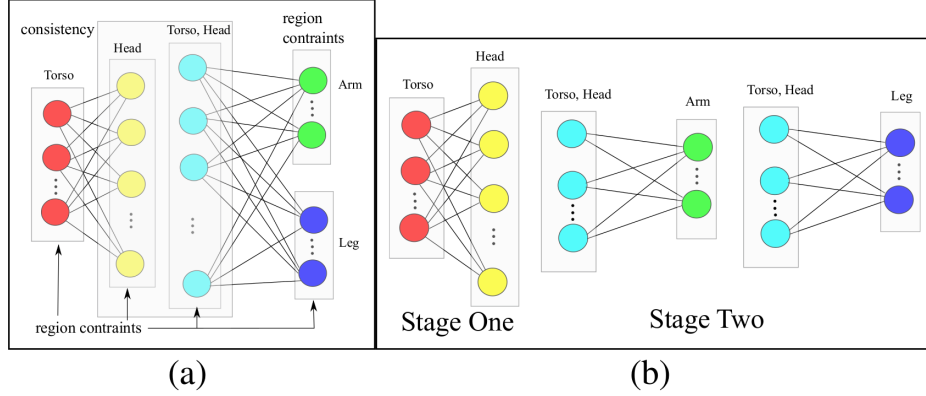 consistency
Torso, Head
region
contraints
Head
Torso
Arm
Leg
region contraints
(a)
Head
Torso
Torso, Head
Arm
Torso, Head
Leg
Stage One
Stage Two
(b)